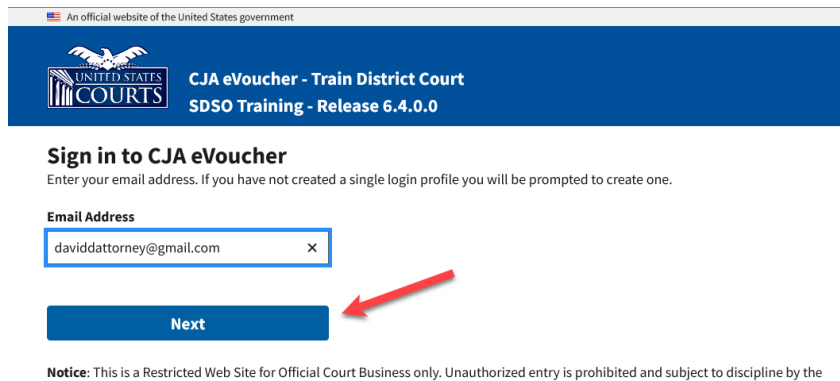 An official website of the United States government
UNITED STATES
COURTS
CJA eVoucher - Train District Court
SDSO Training - Release 6.4.0.0
Sign in to CJA eVoucher
Enter your email address. If you have not created a single login profile you will be prompted to create one.
Email Address
daviddattorney@gmail.com ✕
Next
Notice: This is a Restricted Web Site for Official Court Business only. Unauthorized entry is prohibited and subject to discipline by the